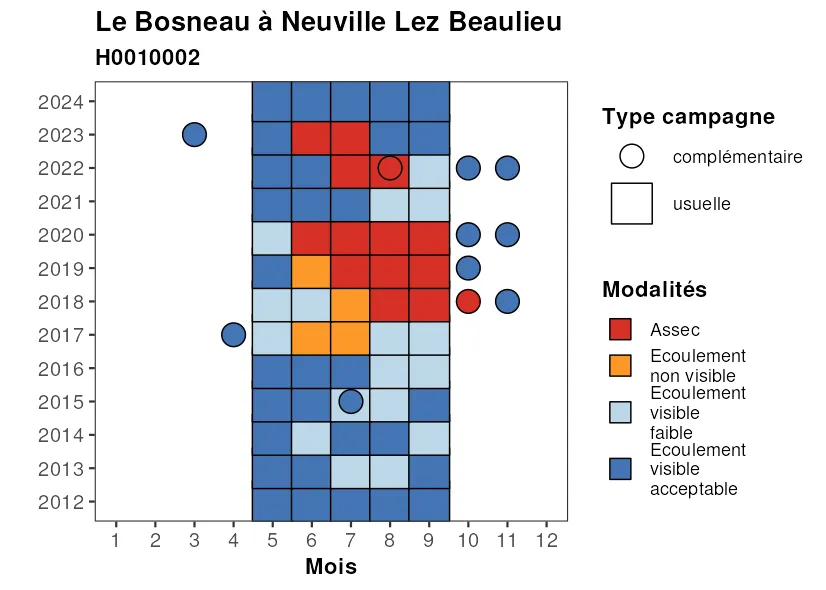 Le Bosneau à Neuville Lez Beaulieu
H0010002
2024
2023
2022
2021
2020
2019
2018
2017
2016
2015
2014
2013
2012
1 2 3 4 5 6 7 8 9 10 11 12
Mois
Type campagne
complémentaire
usuelle
Modalités
Assec
Ecoulement
non visible
Ecoulement
visible
faible
Ecoulement
visible
acceptable